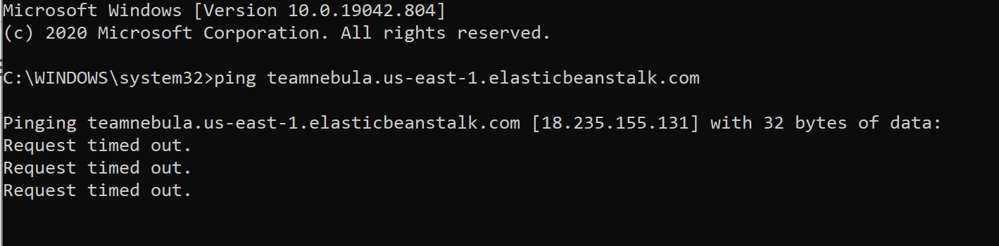 Microsoft Windows [Version 10.0.19042.804]
(c) 2020 Microsoft Corporation. All rights reserved.
C:\WINDOWS\system32>ping teamnebula.us-east-1.elasticbeanstalk.com
Pinging teamnebula.us-east-1.elasticbeanstalk.com [18.235.155.131] with 32 bytes of data:
Request timed out.
Request timed out.
Request timed out.